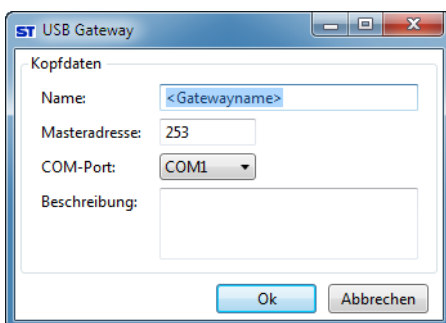 ST USB Gateway
Kopfdaten
Name: <Gatewayname>
Masteradresse: 253
COM-Port: COM1
Beschreibung:
Ok Abbrechen